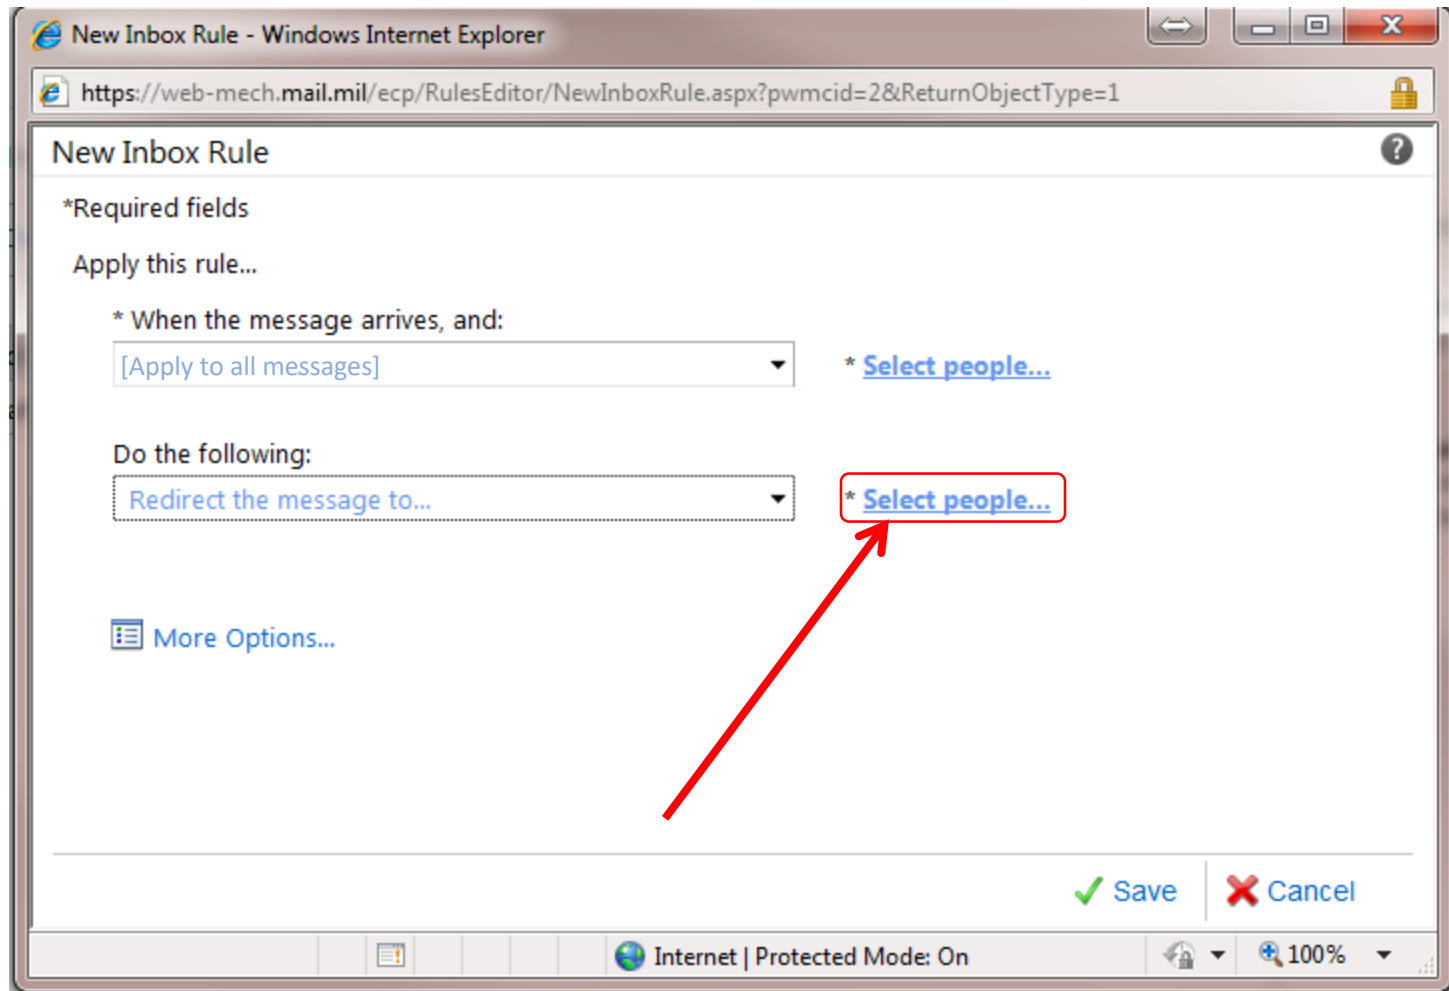 New Inbox Rule - Windows Internet Explorer
https://web-mech.mail.mil/ecp/RulesEditor/NewInboxRule.aspx?pwmcid=2&ReturnObjectType=1
New Inbox Rule ?
*Required fields
Apply this rule...
* When the message arrives, and:
[Apply to all messages] * Select people...
Do the following:
Redirect the message to... * Select people...
More Options...
Save Cancel
Internet | Protected Mode: On 100%